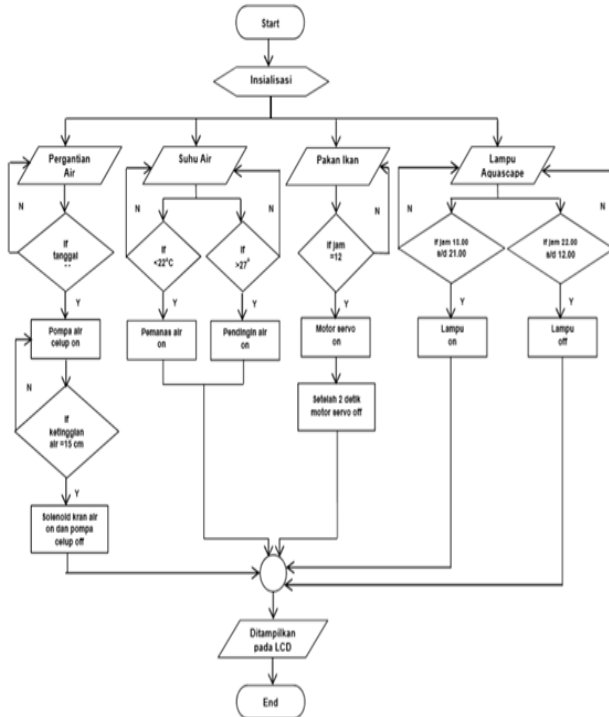 Start
Insialisasi
Pergantian
Air
Suhu Air
Pakan Ikan
Lampu
Aquascape
N
N
N
N
N
N
If
tanggal
If
<22°C
If
>27°
If jam
=12
If jam 13.00
s/d 21.00
If jam 22.00
s/d 12.00
Y
Y
Y
Y
Y
Y
Pompa air
celup on
Pemanas air
on
Pendingin air
on
Motor servo
on
Lampu
on
Lampu
off
N
Setelah 2 detik
motor servo off
If
ketinggian
air =15 cm
Y
Solenoid kran air
on dan pompa
celup off
Ditampilkan
pada LCD
End